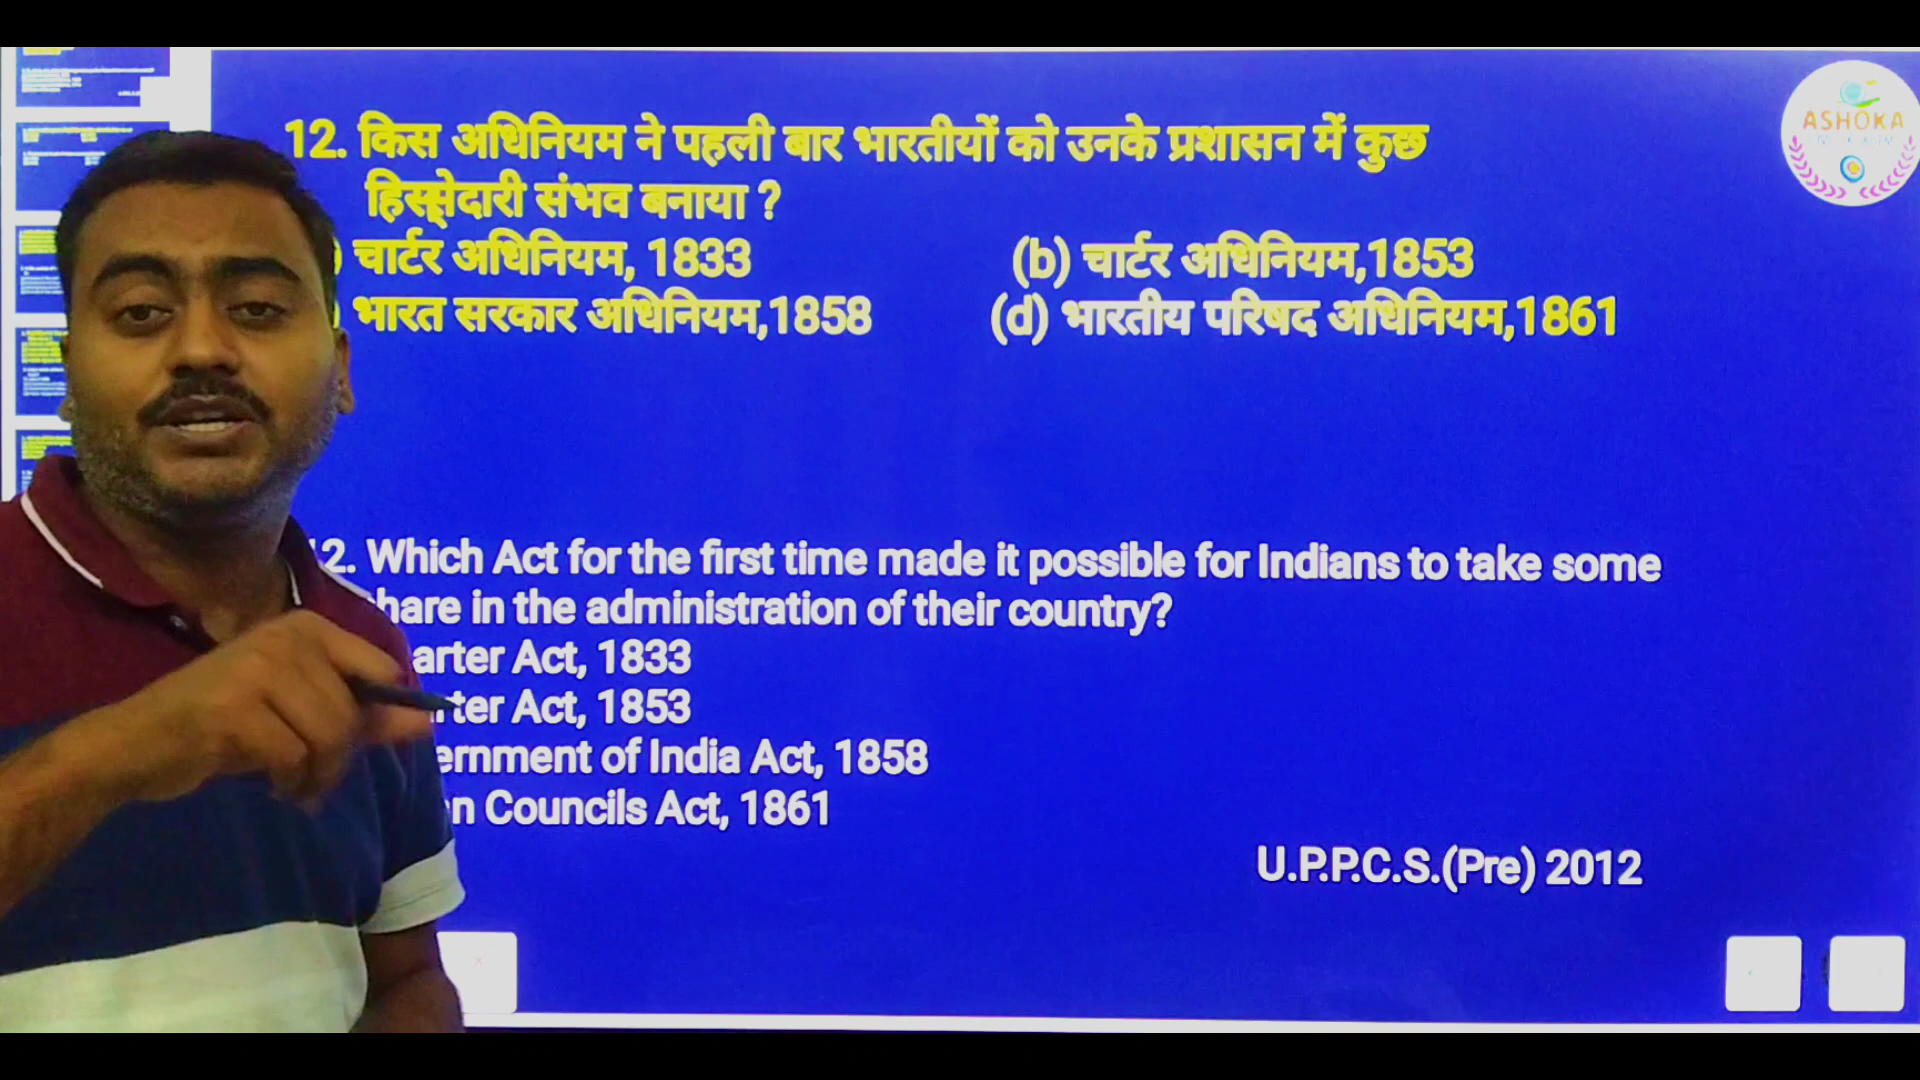 12. किस अधिनियम ने पहली बार भारतीयों को उनके प्रशासन में कुछ
हिस्सेदारी संभव बनाया ?
) चार्टर अधिनियम, 1833 (b) चार्टर अधिनियम,1853
) भारत सरकार अधिनियम,1858 (d) भारतीय परिषद अधिनियम,1861
12. Which Act for the first time made it possible for Indians to take some
hare in the administration of their country?
arter Act, 1833
rter Act, 1853
ernment of India Act, 1858
n Councils Act, 1861
U.P.P.C.S.(Pre) 2012
ASHOKA